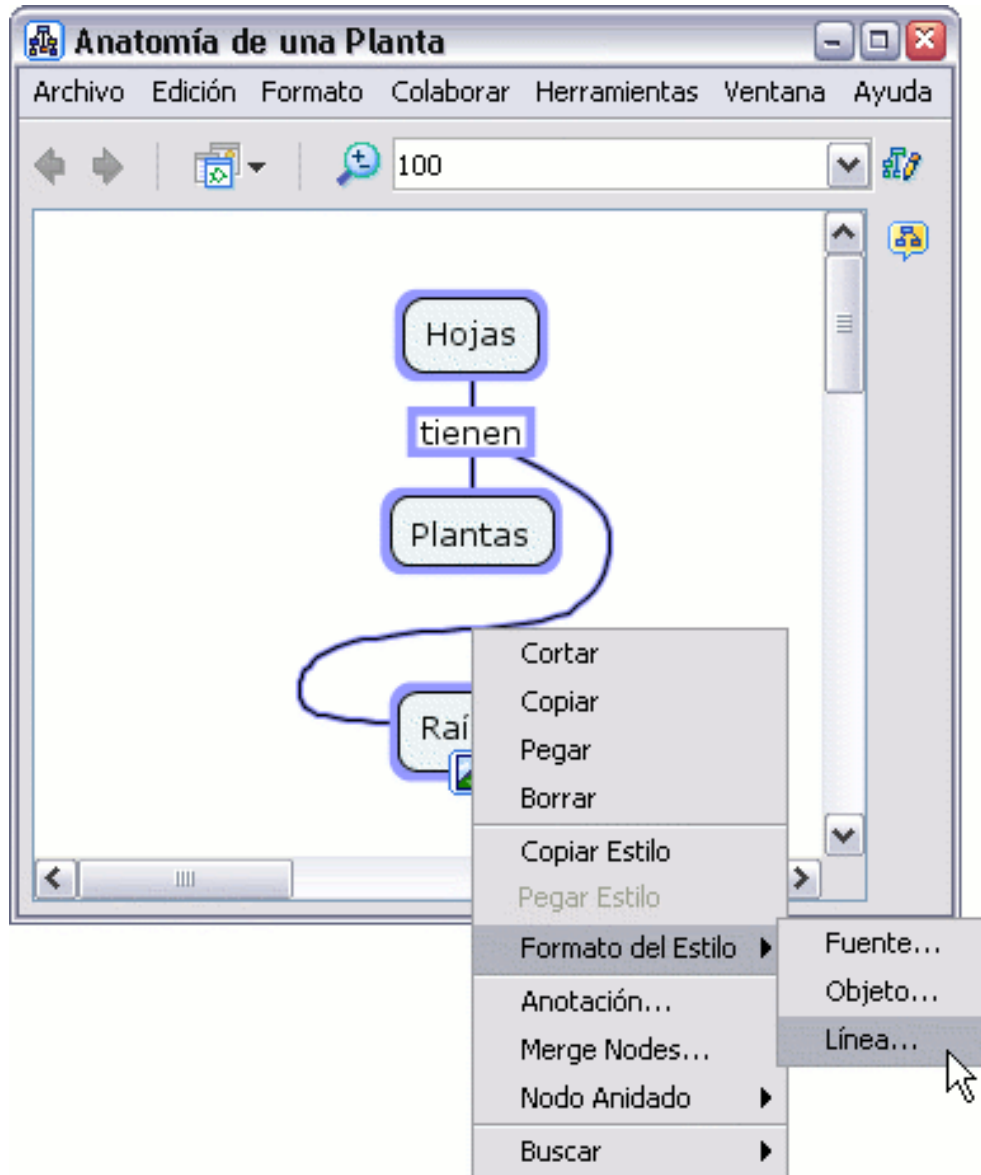 Anatomía de una Planta
Archivo Edición Formato Colaborar Herramientas Ventana Ayuda
100
Hojas
tienen
Plantas
Raí
Cortar
Copiar
Pegar
Borrar
Copiar Estilo
Pegar Estilo
Formato del Estilo
Fuente...
Objeto...
Línea...
Anotación...
Merge Nodes...
Nodo Anidado
Buscar